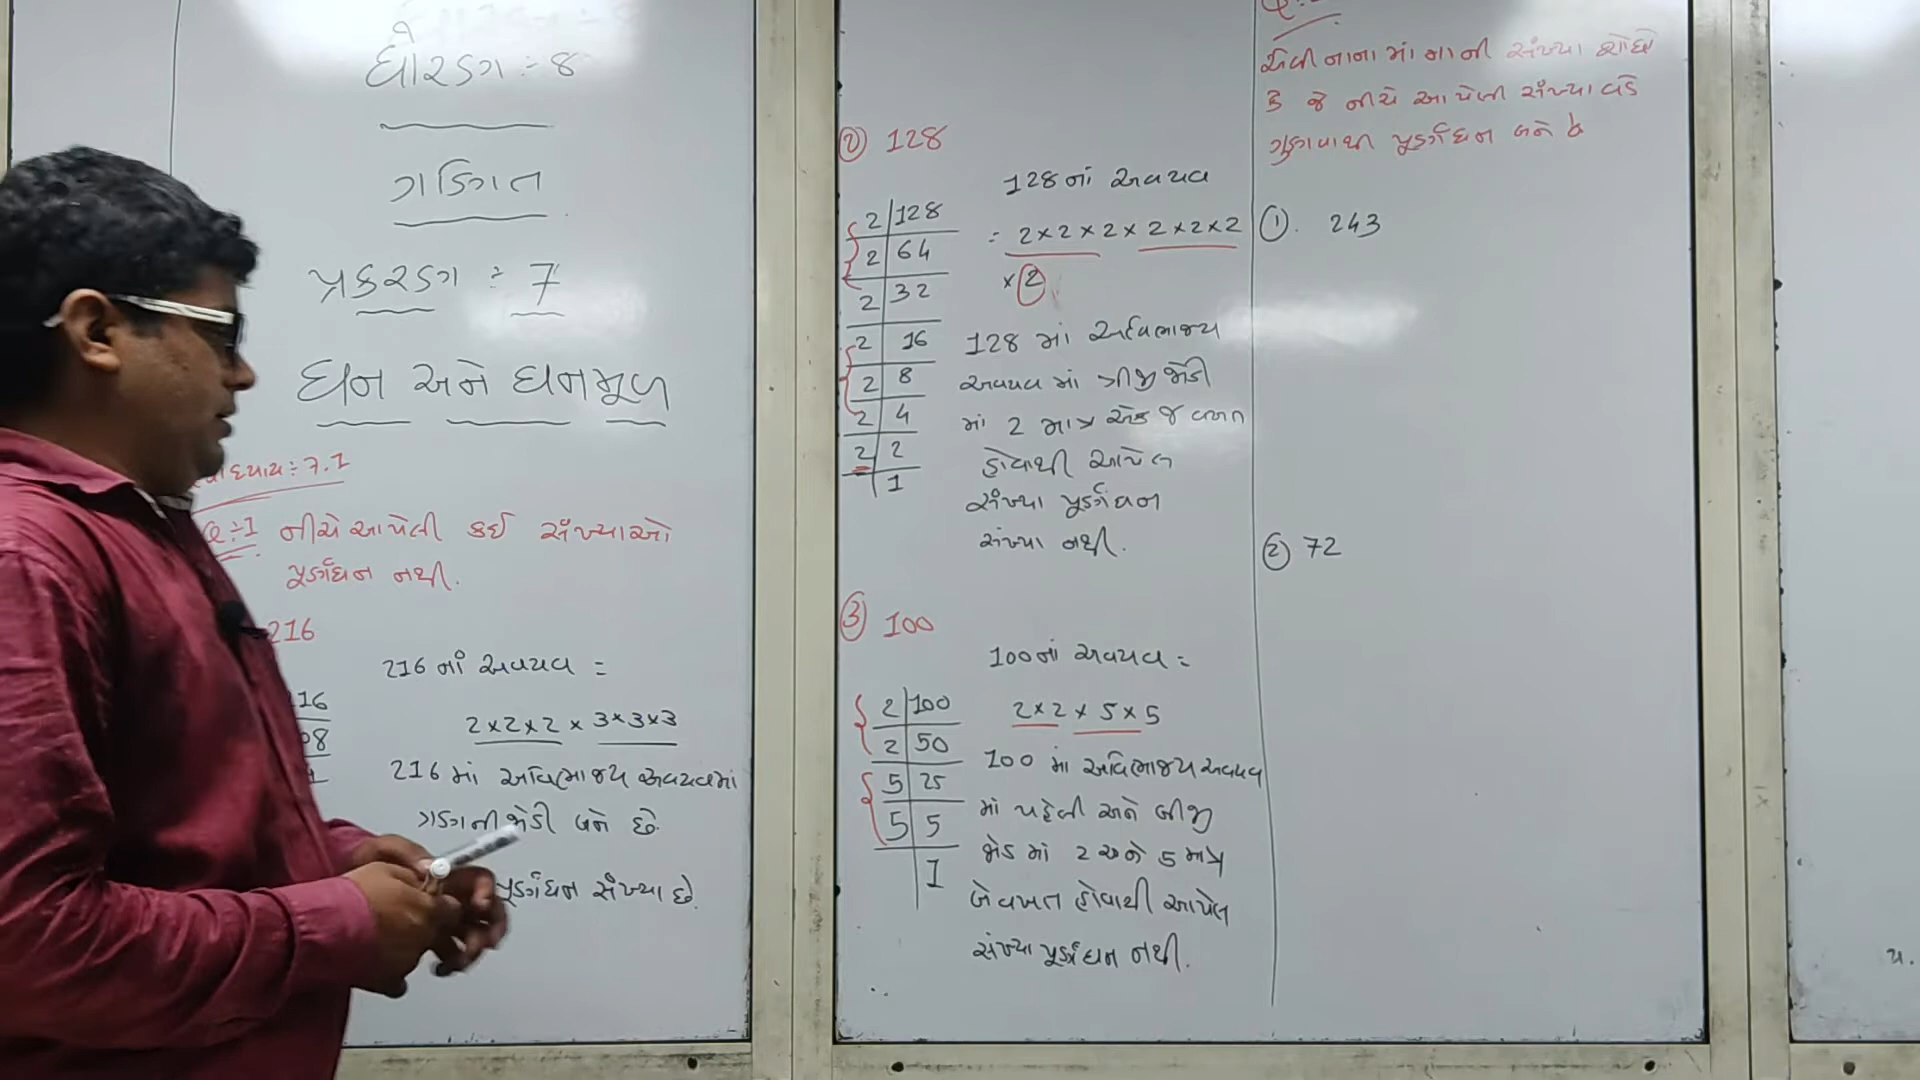 ધોરણ :- 8
ગણિત
પ્રકરણ :- 7
ઘન અને ઘનમૂળ
ધ્યાય :- 7.1
Q:-1 નીચે આપેલી કઈ સંખ્યાઓ
પૂર્ણઘન નથી.
216
216 નાં અવયવ =
16
08
2×2×2 × 3×3×3
216 માં અવિભાજ્ય અવયવમાં
ત્રણની જોડી બને છે.
પૂર્ણઘન સંખ્યા છે.
② 128
128 નાં અવયવ
2 | 128
2 | 64
2 | 32
2 | 16
2 | 8
2 | 4
2 | 2
1
= 2×2×2× 2×2×2
× 2
128 માં અવિભાજ્ય
અવયવ માં ત્રીજી જોડી
માં 2 માત્ર એક જ વખત
હોવાથી આપેલ
સંખ્યા પૂર્ણઘન
સંખ્યા નથી.
③ 100
100નાં અવયવ =
2 | 100
2 | 50
5 | 25
5 | 5
1
2×2 × 5×5
100 માં અવિભાજ્ય અવયવ
માં પહેલી અને બીજી
જોડ માં 2 અને 5 માત્ર
બેવખત હોવાથી આપેલ
સંખ્યા પૂર્ણઘન નથી.
એવી નાના માં નાની સંખ્યા શોધો
કે જે નીચે આપેલી સંખ્યા વડે
ગુણવાથી પૂર્ણઘન બને છે
①. 243
② 72